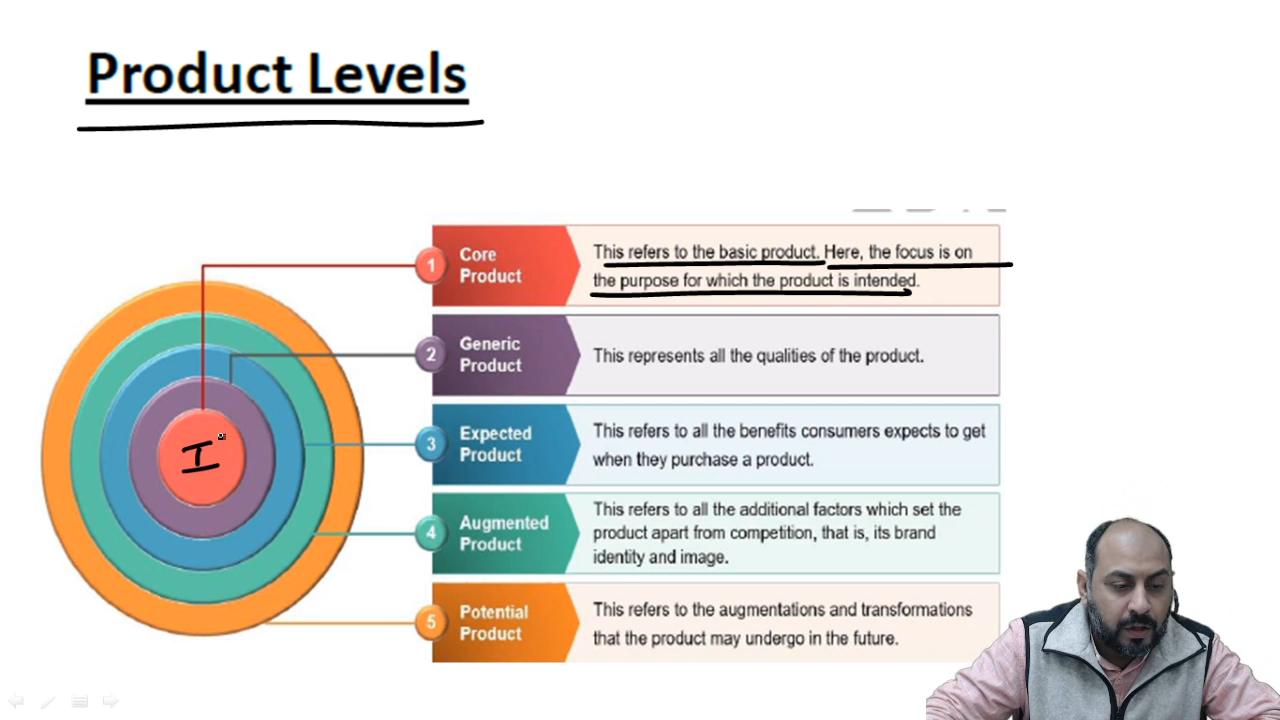 Product Levels
1
Core
Product
This refers to the basic product. Here, the focus is on
the purpose for which the product is intended.
2
Generic
Product
This represents all the qualities of the product.
3
Expected
Product
This refers to all the benefits consumers expects to get
when they purchase a product.
4
Augmented
Product
This refers to all the additional factors which set the
product apart from competition, that is, its brand
identity and image.
5
Potential
Product
This refers to the augmentations and transformations
that the product may undergo in the future.
I